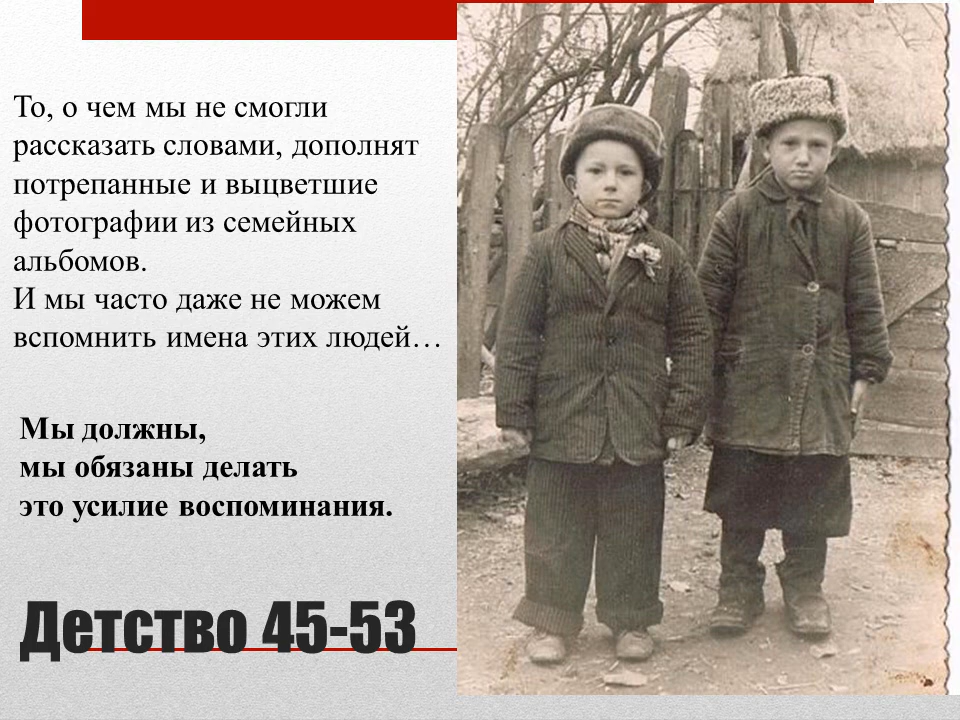 То, о чем мы не смогли
рассказать словами, дополнят
потрепанные и выцветшие
фотографии из семейных
альбомов.
И мы часто даже не можем
вспомнить имена этих людей…
Мы должны,
мы обязаны делать
это усилие воспоминания.
Детство 45-53